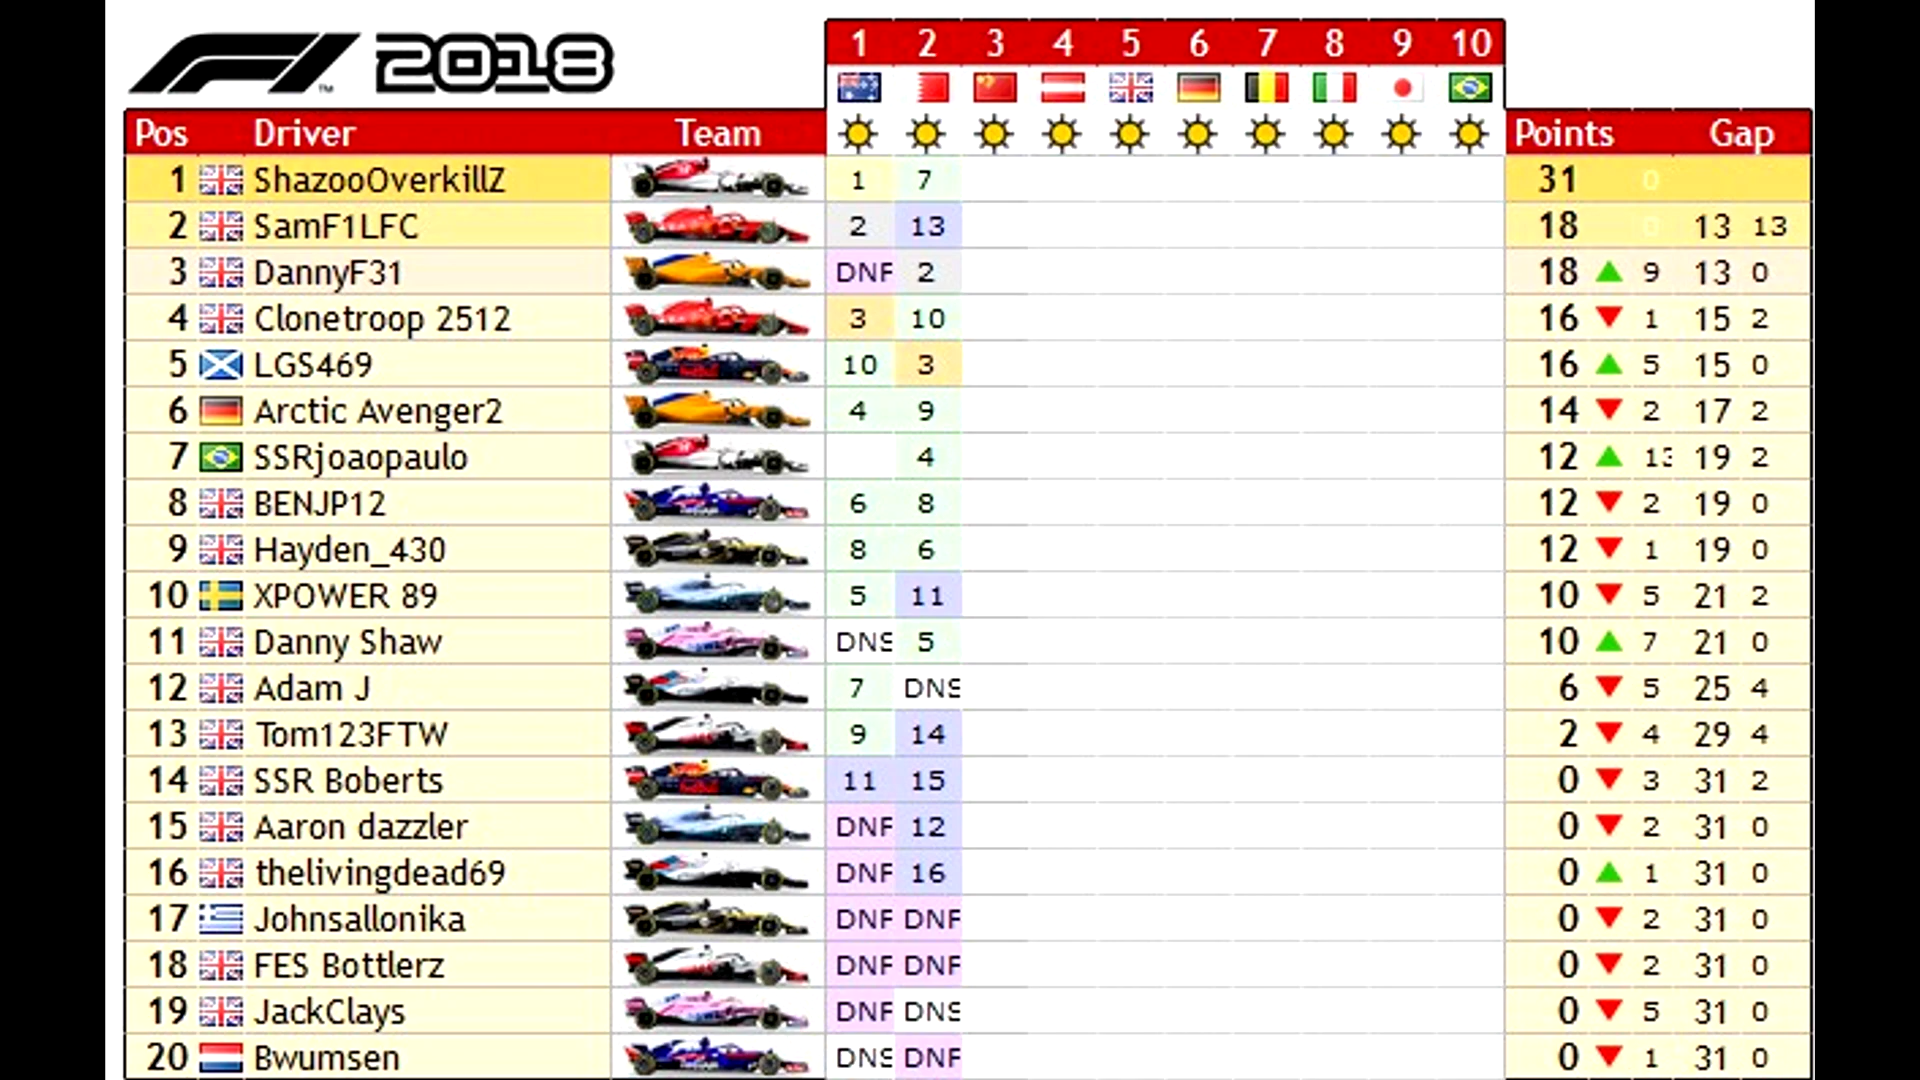 F1 2018
1 2 3 4 5 6 7 8 9 10
Pos Driver Team Points Gap
1 ShazooOverkillZ 1 7 31 0
2 SamF1LFC 2 13 18 0 13 13
3 DannyF31 DNF 2 18 9 13 0
4 Clonetroop 2512 3 10 16 1 15 2
5 LGS469 10 3 16 5 15 0
6 Arctic Avenger2 4 9 14 2 17 2
7 SSRjoaopaulo 4 12 13 19 2
8 BENJP12 6 8 12 2 19 0
9 Hayden_430 8 6 12 1 19 0
10 XPOWER 89 5 11 10 5 21 2
11 Danny Shaw DNS 5 10 7 21 0
12 Adam J 7 DNS 6 5 25 4
13 Tom123FTW 9 14 2 4 29 4
14 SSR Boberts 11 15 0 3 31 2
15 Aaron dazzler DNF 12 0 2 31 0
16 thelivingdead69 DNF 16 0 1 31 0
17 Johnsallonika DNF DNF 0 2 31 0
18 FES Bottlerz DNF DNF 0 2 31 0
19 JackClays DNF DNS 0 5 31 0
20 Bwumsen DNS DNF 0 1 31 0